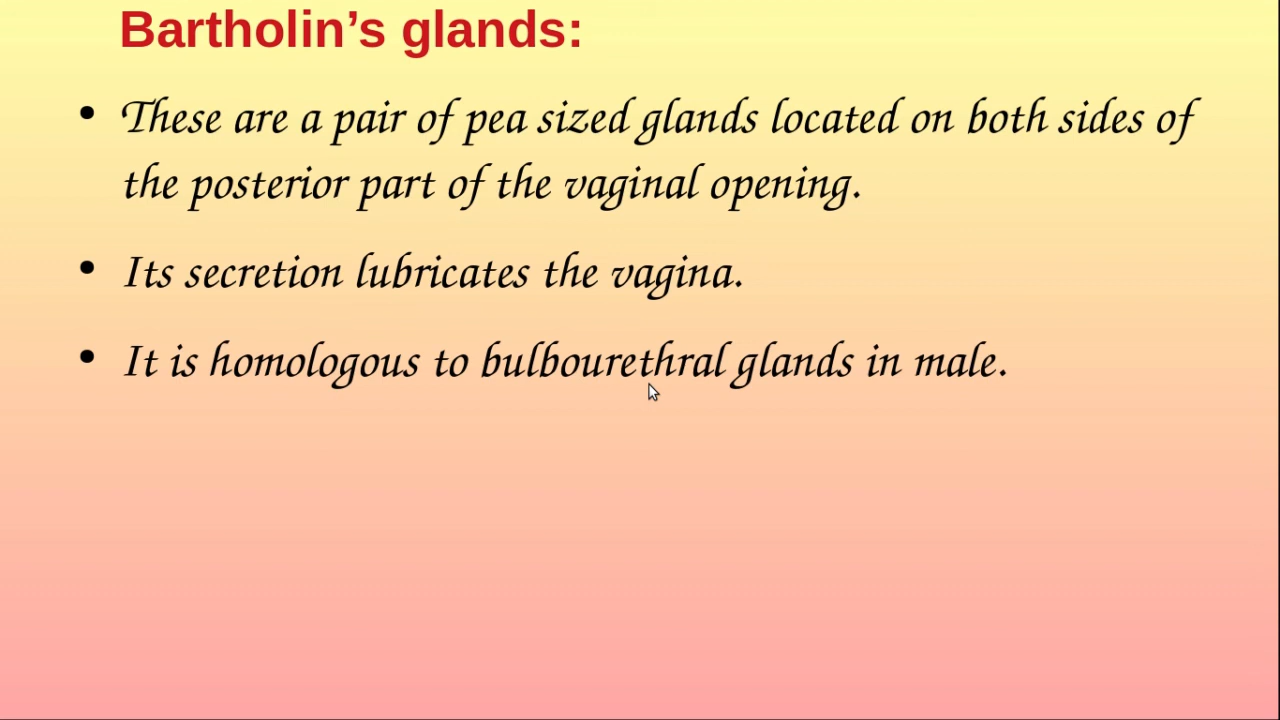 Bartholin’s glands:
• These are a pair of pea sized glands located on both sides of
the posterior part of the vaginal opening.
• Its secretion lubricates the vagina.
• It is homologous to bulbourethral glands in male.